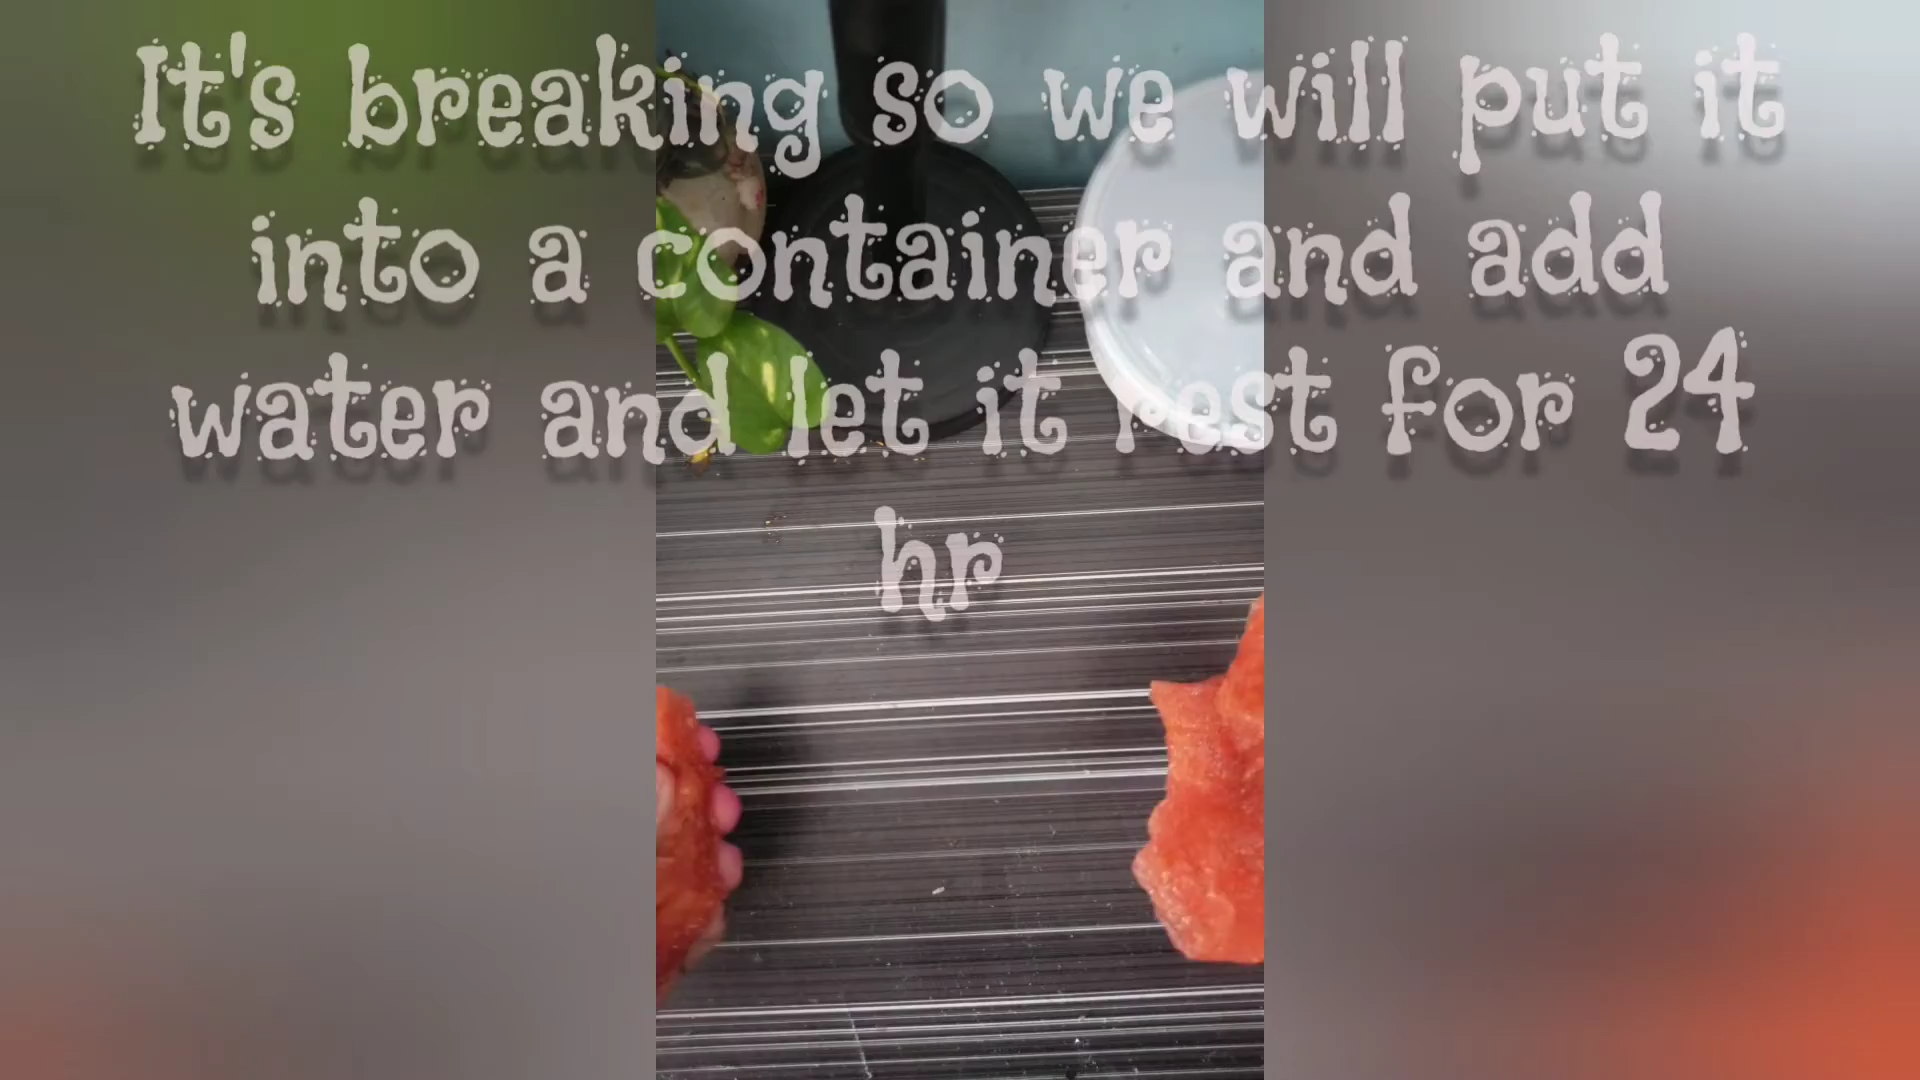 It's breaking so we will put it
into a container and add
water and let it rest for 24
hr